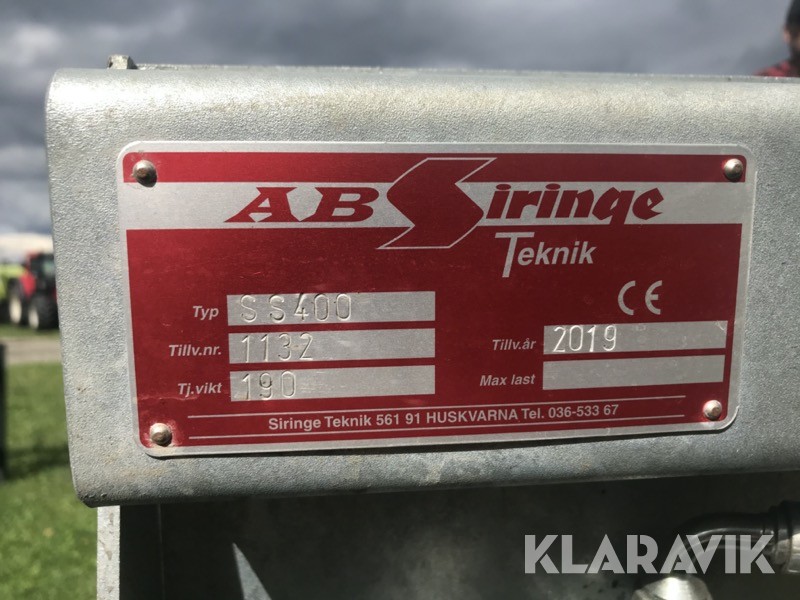 AB Siringe
Teknik
CE
Typ SS400
Tillv.nr. 1132
Tillv.år 2019
Tj.vikt 190
Max last
Siringe Teknik 561 91 HUSKVARNA Tel. 036-533 67
KLARAVIK